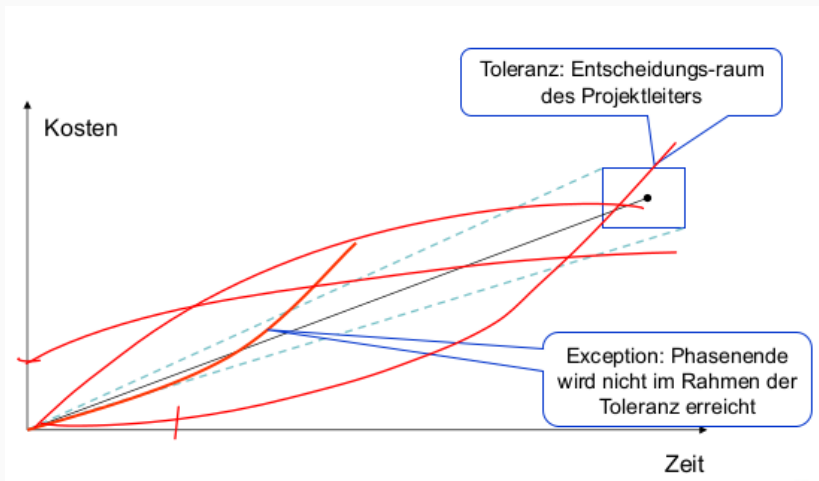 Toleranz: Entscheidungs-raum
des Projektleiters
Kosten
Exception: Phasenende
wird nicht im Rahmen der
Toleranz erreicht
Zeit